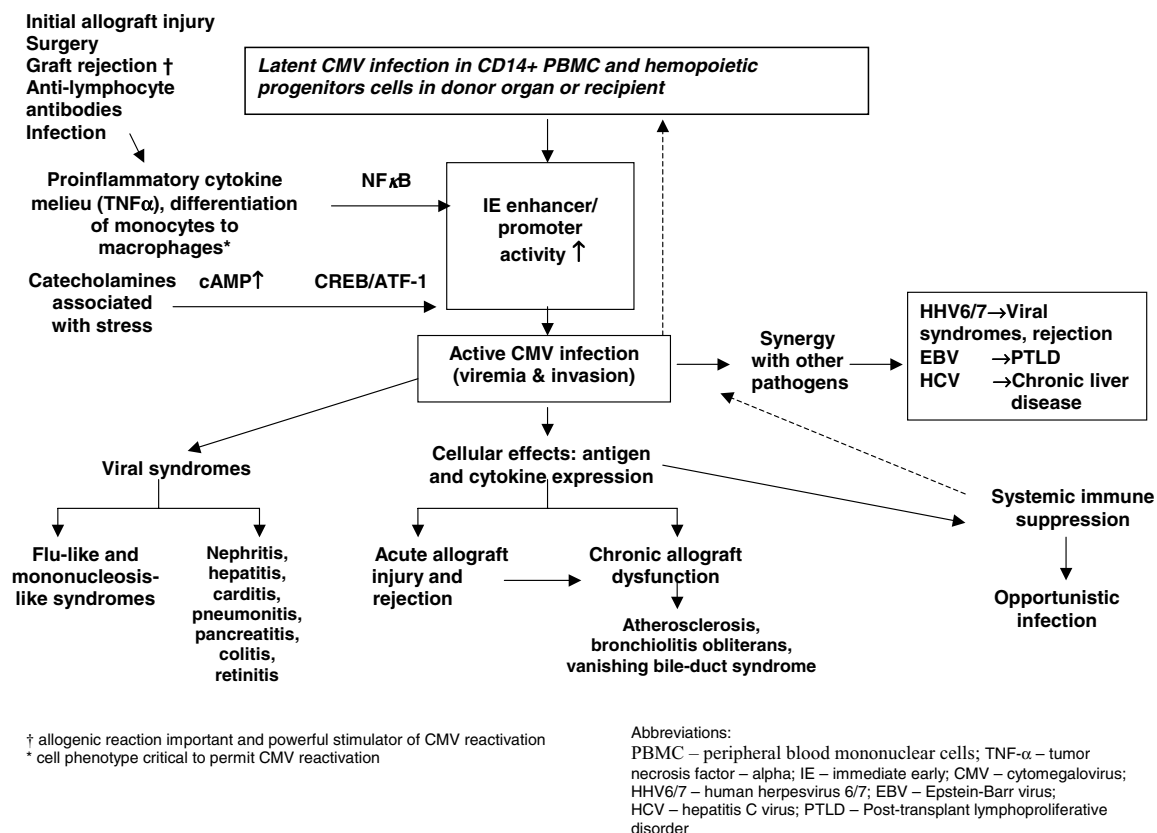 Initial allograft injury
Surgery
Graft rejection †
Anti-lymphocyte
antibodies
Infection
Latent CMV infection in CD14+ PBMC and hemopoietic
progenitors cells in donor organ or recipient
Proinflammatory cytokine
melieu (TNFα), differentiation
of monocytes to
macrophages*
NFκB
IE enhancer/
promoter
activity ↑
Catecholamines
associated
with stress
cAMP↑
CREB/ATF-1
Active CMV infection
(viremia & invasion)
Synergy
with other
pathogens
HHV6/7→Viral
syndromes, rejection
EBV →PTLD
HCV →Chronic liver
disease
Viral syndromes
Cellular effects: antigen
and cytokine expression
Systemic immune
suppression
Flu-like and
mononucleosis-
like syndromes
Nephritis,
hepatitis,
carditis,
pneumonitis,
pancreatitis,
colitis,
retinitis
Acute allograft
injury and
rejection
Chronic allograft
dysfunction
Opportunistic
infection
Atherosclerosis,
bronchiolitis obliterans,
vanishing bile-duct syndrome
† allogenic reaction important and powerful stimulator of CMV reactivation
* cell phenotype critical to permit CMV reactivation
Abbreviations:
PBMC – peripheral blood mononuclear cells; TNF-α – tumor
necrosis factor – alpha; IE – immediate early; CMV – cytomegalovirus;
HHV6/7 – human herpesvirus 6/7; EBV – Epstein-Barr virus;
HCV – hepatitis C virus; PTLD – Post-transplant lymphoproliferative
disorder